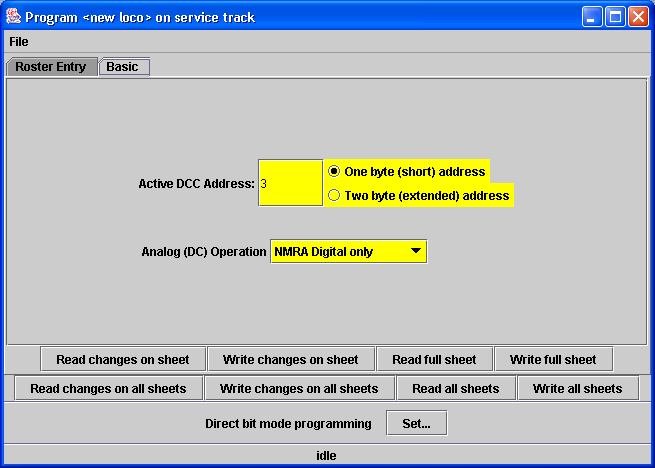 Program <new loco> on service track
File
Roster Entry Basic
Active DCC Address: 3
One byte (short) address
Two byte (extended) address
Analog (DC) Operation NMRA Digital only
Read changes on sheet Write changes on sheet Read full sheet Write full sheet
Read changes on all sheets Write changes on all sheets Read all sheets Write all sheets
Direct bit mode programming Set...
idle